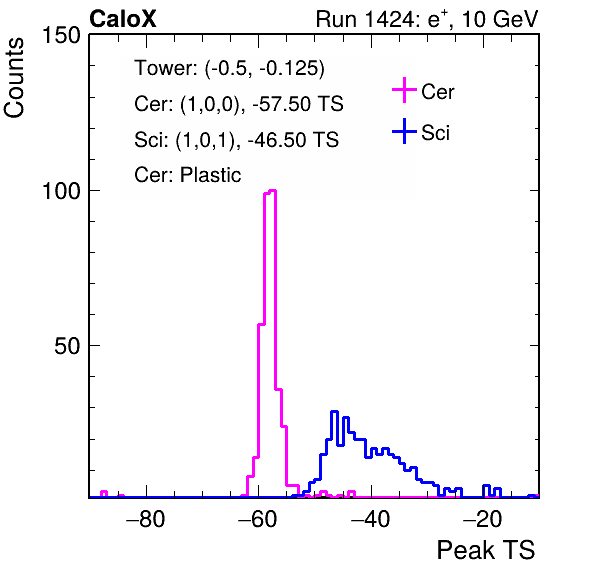 CaloX Run 1424: e⁺, 10 GeV
150
Counts
Tower: (-0.5, -0.125)
Cer: (1,0,0), -57.50 TS
Sci: (1,0,1), -46.50 TS
Cer: Plastic
Cer
Sci
100
50
−80 −60 −40 −20
Peak TS